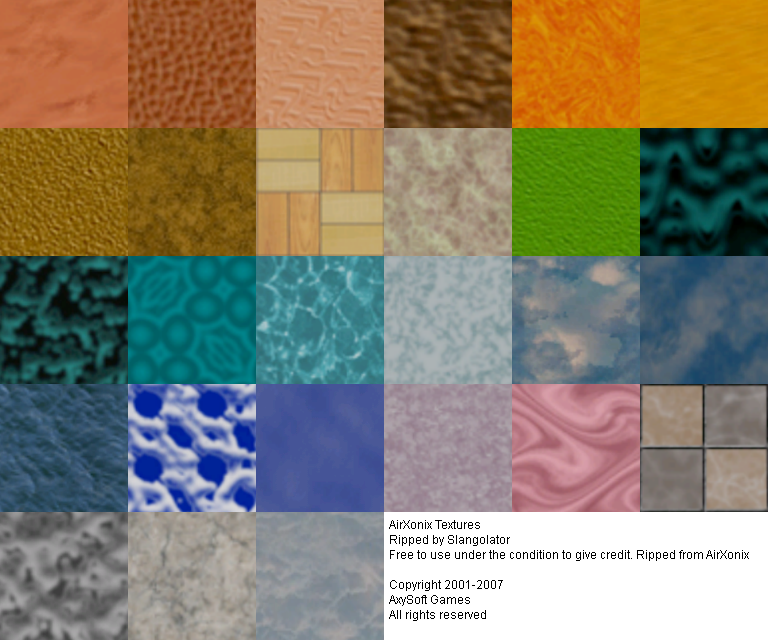 AirXonix Textures
Ripped by Slangolator
Free to use under the condition to give credit. Ripped from AirXonix
Copyright 2001-2007
AxySoft Games
All rights reserved